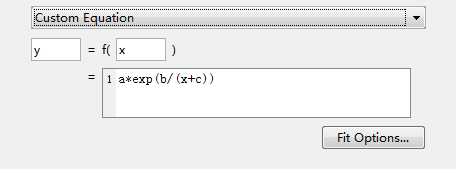 Custom Equation
y = f( x )
= 1 a*exp(b/(x+c))
Fit Options...